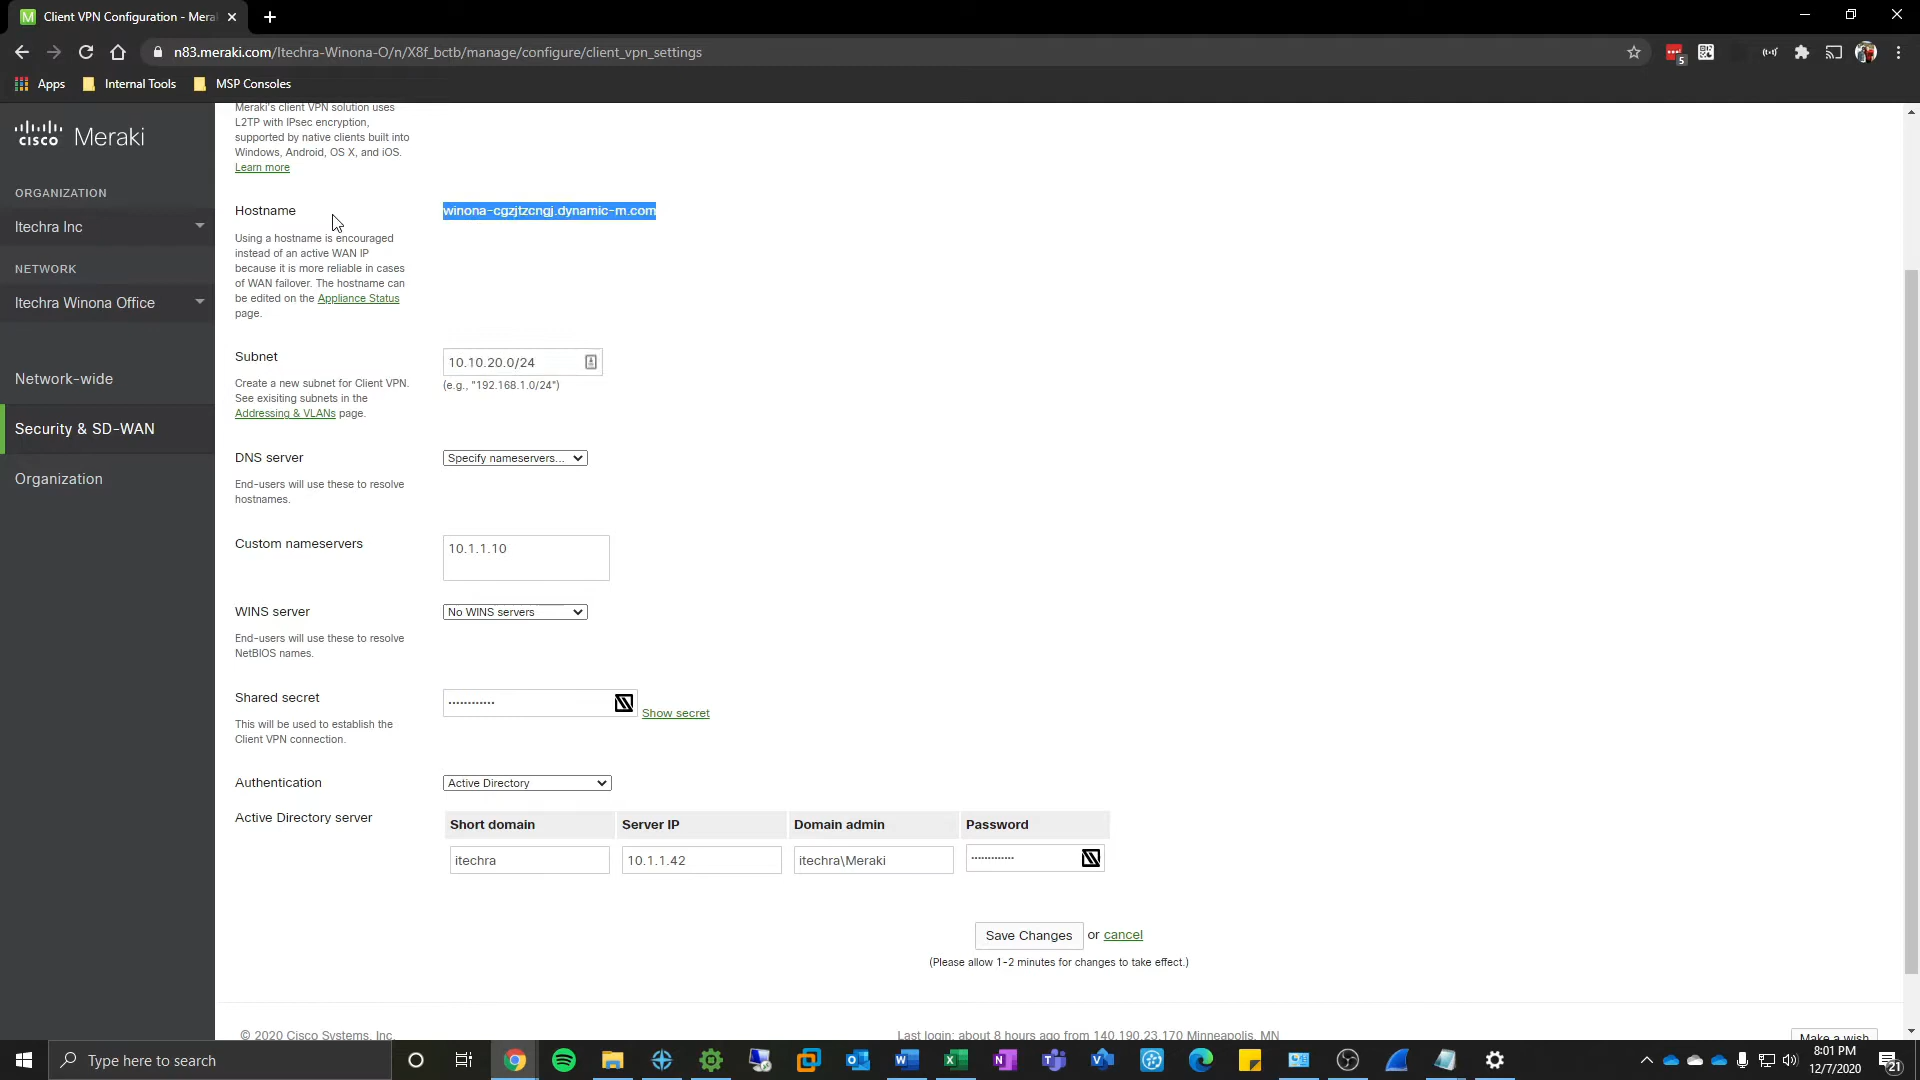 Client VPN Configuration - Mera
n83.meraki.com/Itechra-Winona-O/n/X8f_bctb/manage/configure/client_vpn_settings
5
Apps
Internal Tools
MSP Consoles
CISCO Meraki
ORGANIZATION
Itechra Inc
NETWORK
Itechra Winona Office
Network-wide
Security & SD-WAN
Organization
Meraki's client VPN solution uses
L2TP with IPsec encryption,
supported by native clients built into
Windows, Android, OS X, and iOS.
Learn more
Hostname
winona-cgzjtzcngj.dynamic-m.com
Using a hostname is encouraged
instead of an active WAN IP
because it is more reliable in cases
of WAN failover. The hostname can
be edited on the Appliance Status
page.
Subnet
10.10.20.0/24
(e.g., "192.168.1.0/24")
Create a new subnet for Client VPN.
See exisiting subnets in the
Addressing & VLANs page.
DNS server
Specify nameservers...
End-users will use these to resolve
hostnames.
Custom nameservers
10.1.1.10
WINS server
No WINS servers
End-users will use these to resolve
NetBIOS names.
Shared secret
Show secret
This will be used to establish the
Client VPN connection.
Authentication
Active Directory
Active Directory server
Short domain Server IP Domain admin Password
itechra 10.1.1.42 itechra\Meraki
Save Changes or cancel
(Please allow 1-2 minutes for changes to take effect.)
© 2020 Cisco Systems, Inc.
Last login: about 8 hours ago from 140.190.23.170 Minneapolis, MN
Make a wish
Type here to search
8:01 PM
12/7/2020
21